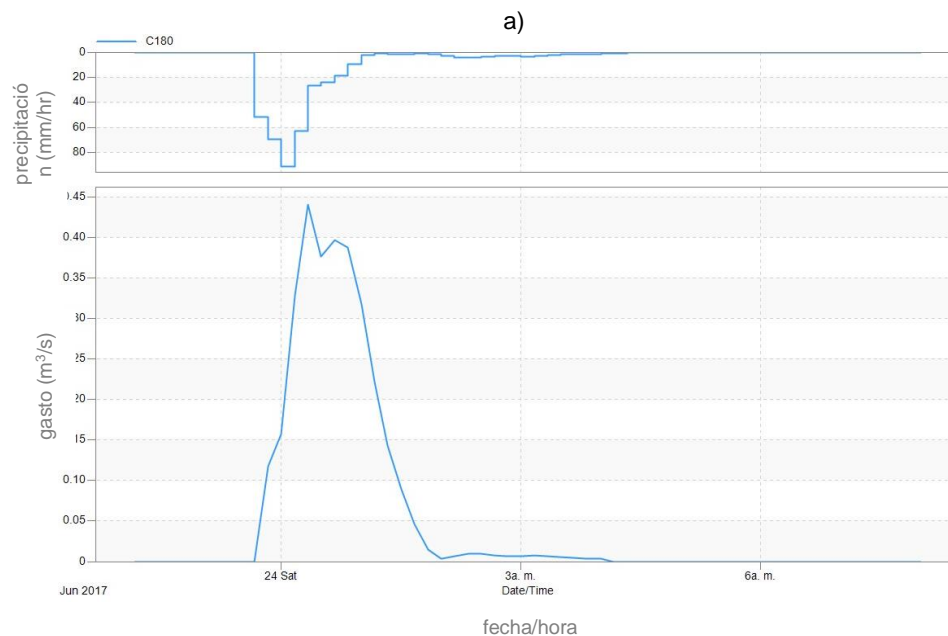 a)
C180
0
20
40
60
80
precipitació
n (mm/hr)
0.45
0.40
0.35
30
25
15
0.10
0.05
0
gasto (m³/s)
24 Sat
3a. m.
6a. m.
Jun 2017
Date/Time
fecha/hora